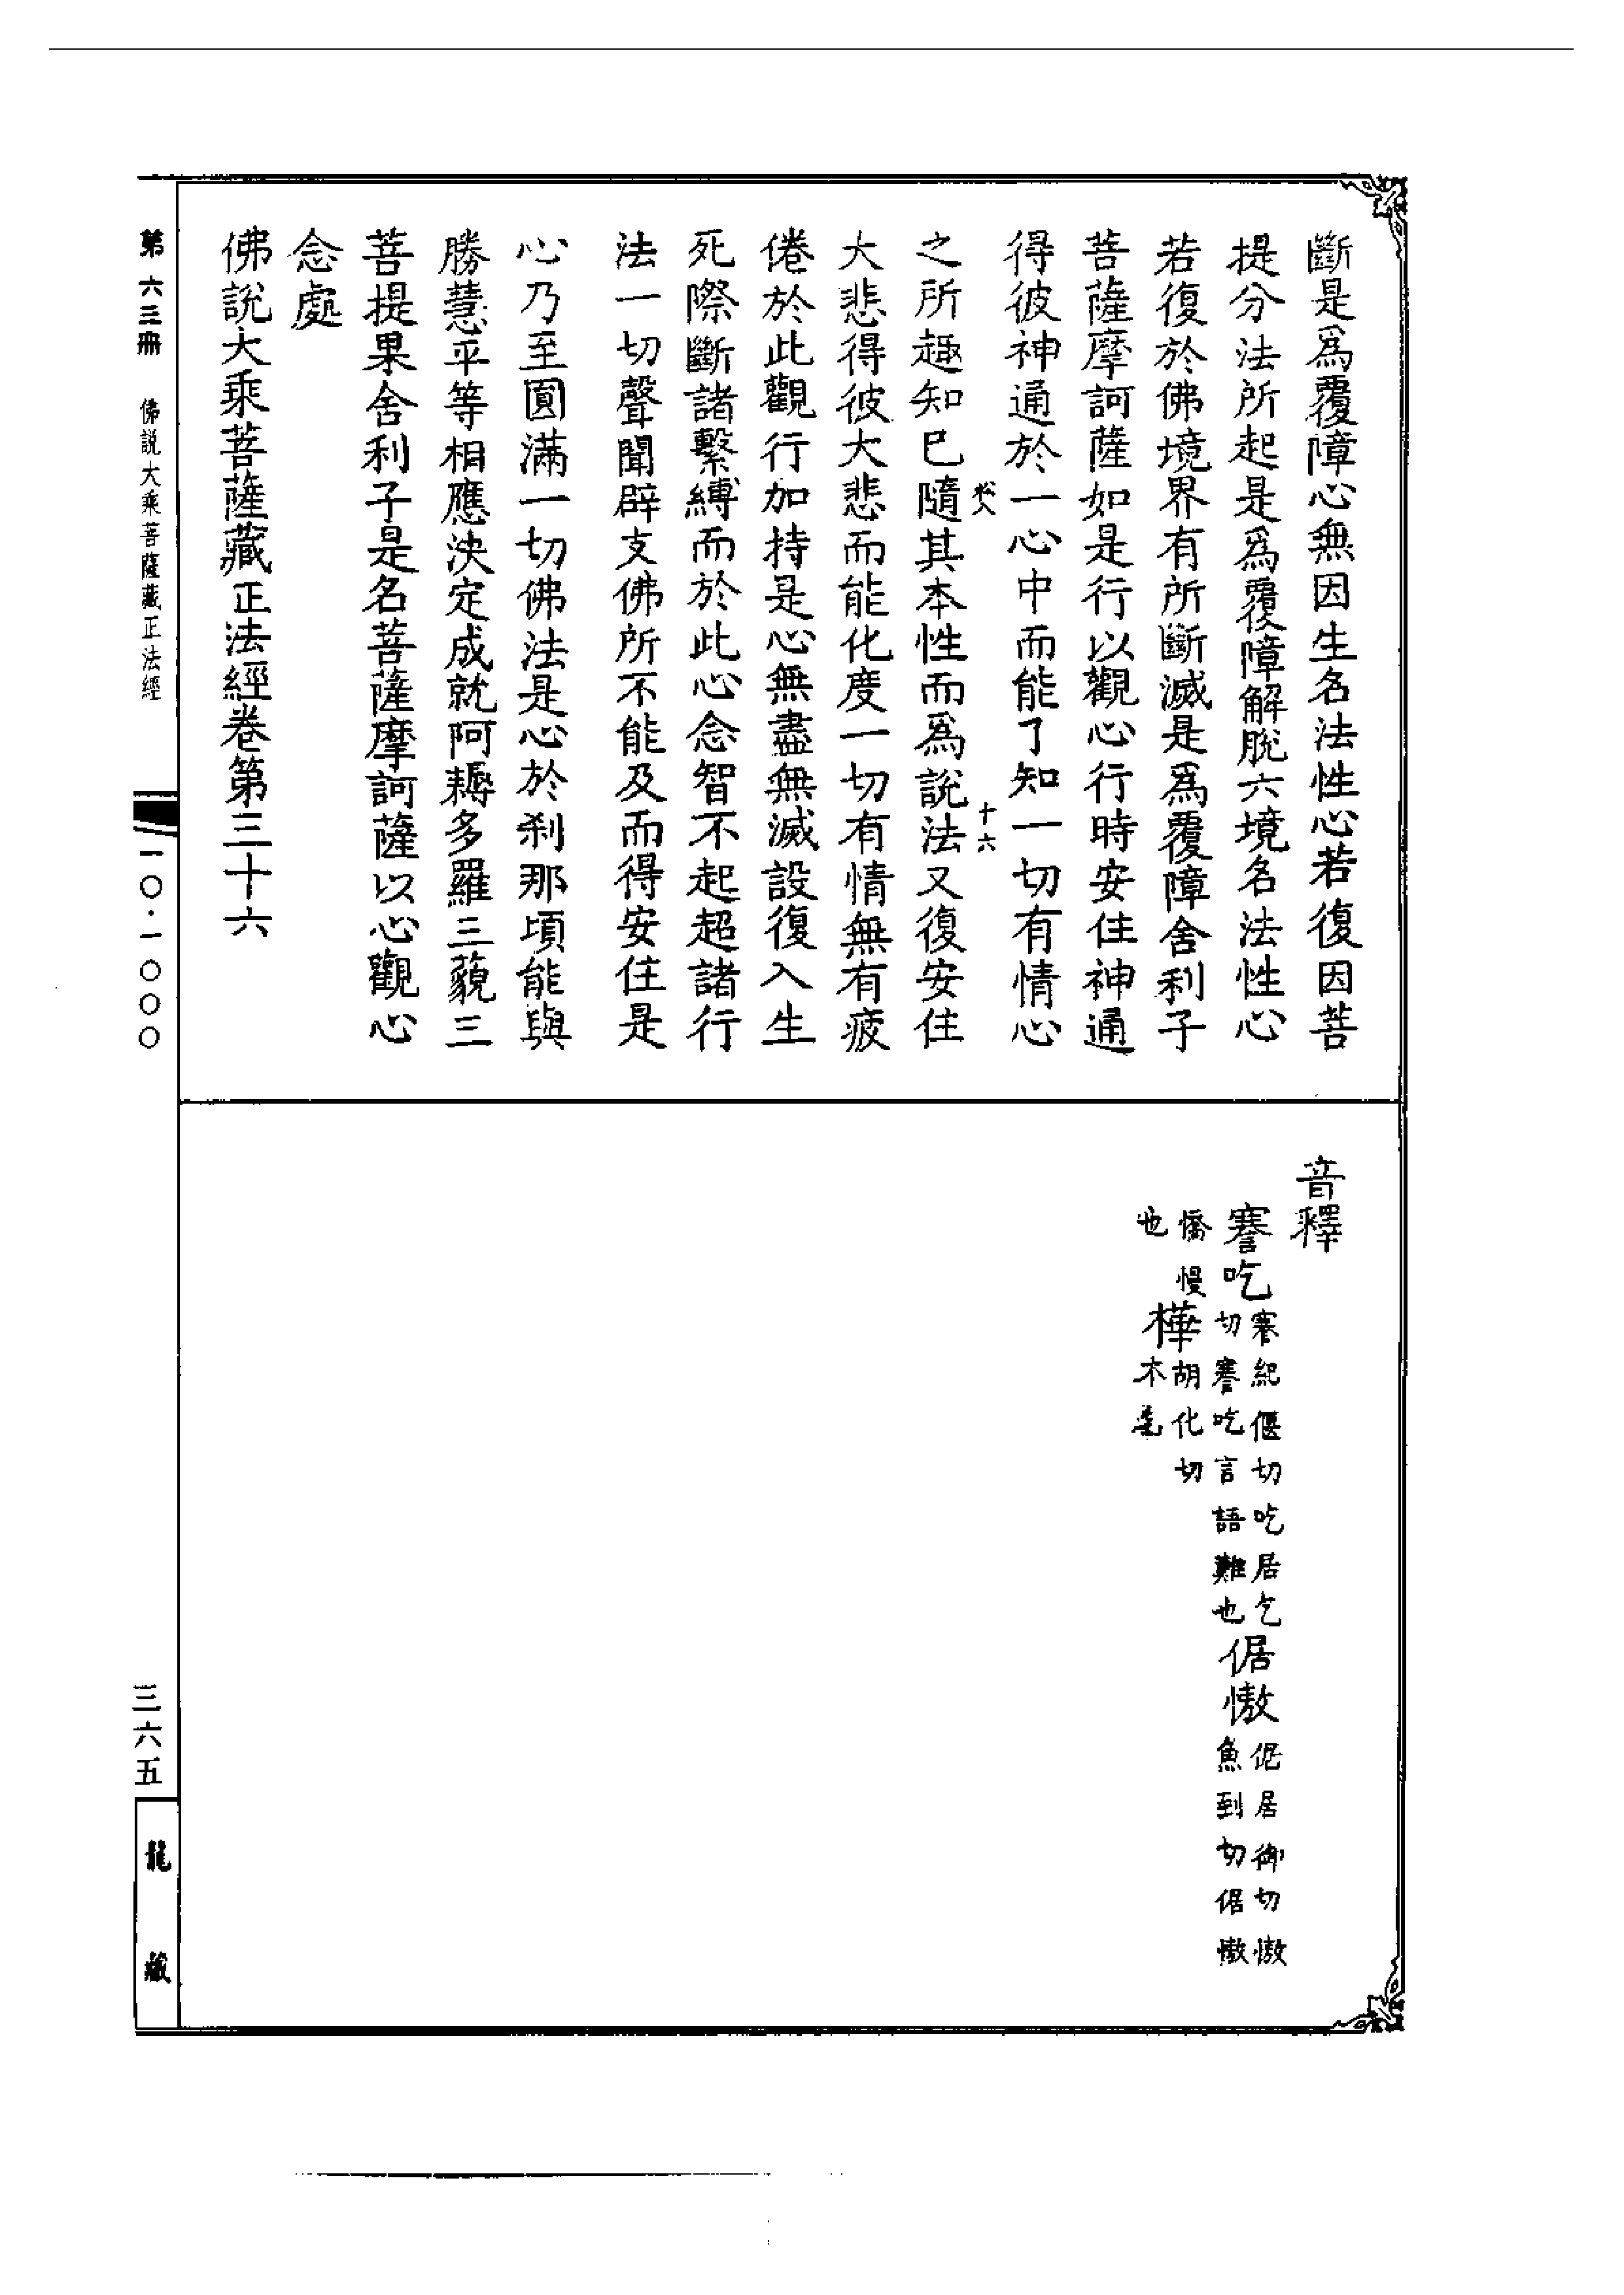 斷是爲覆障心無因生名法性心若復因菩
提分法所起是爲覆障解脫六境名法性心
若復於佛境界有所斷滅是爲覆障舍利子
菩薩摩訶薩如是行以觀心行時安住神通
得彼神通於一心中而能了知一切有情心
十六
之所趣知已隨其本性而爲說法又復安住
大悲得彼大悲而能化度一切有情無有疲
倦於此觀行加持是心無盡無滅設復入生
死際斷諸繫縛而於此心念智不起超諸行
法一切聲聞辟支佛所不能及而得安住是
心乃至圓滿一切佛法是心於剎那頃能與
勝慧平等相應決定成就阿耨多羅三藐三
菩提果舍利子是名菩薩摩訶薩以心觀心
念處
佛說大乘菩薩藏正法經卷第三十六
音釋
謇吃
謇紀偃切吃居乞
切謇吃言語難也
倨慠
倨居御切慠
魚到切倨慠
憍慢
也
樺
胡化切
木名
第六三冊 佛說大乘菩薩藏正法經
一〇·一〇〇〇
三六五
龍藏